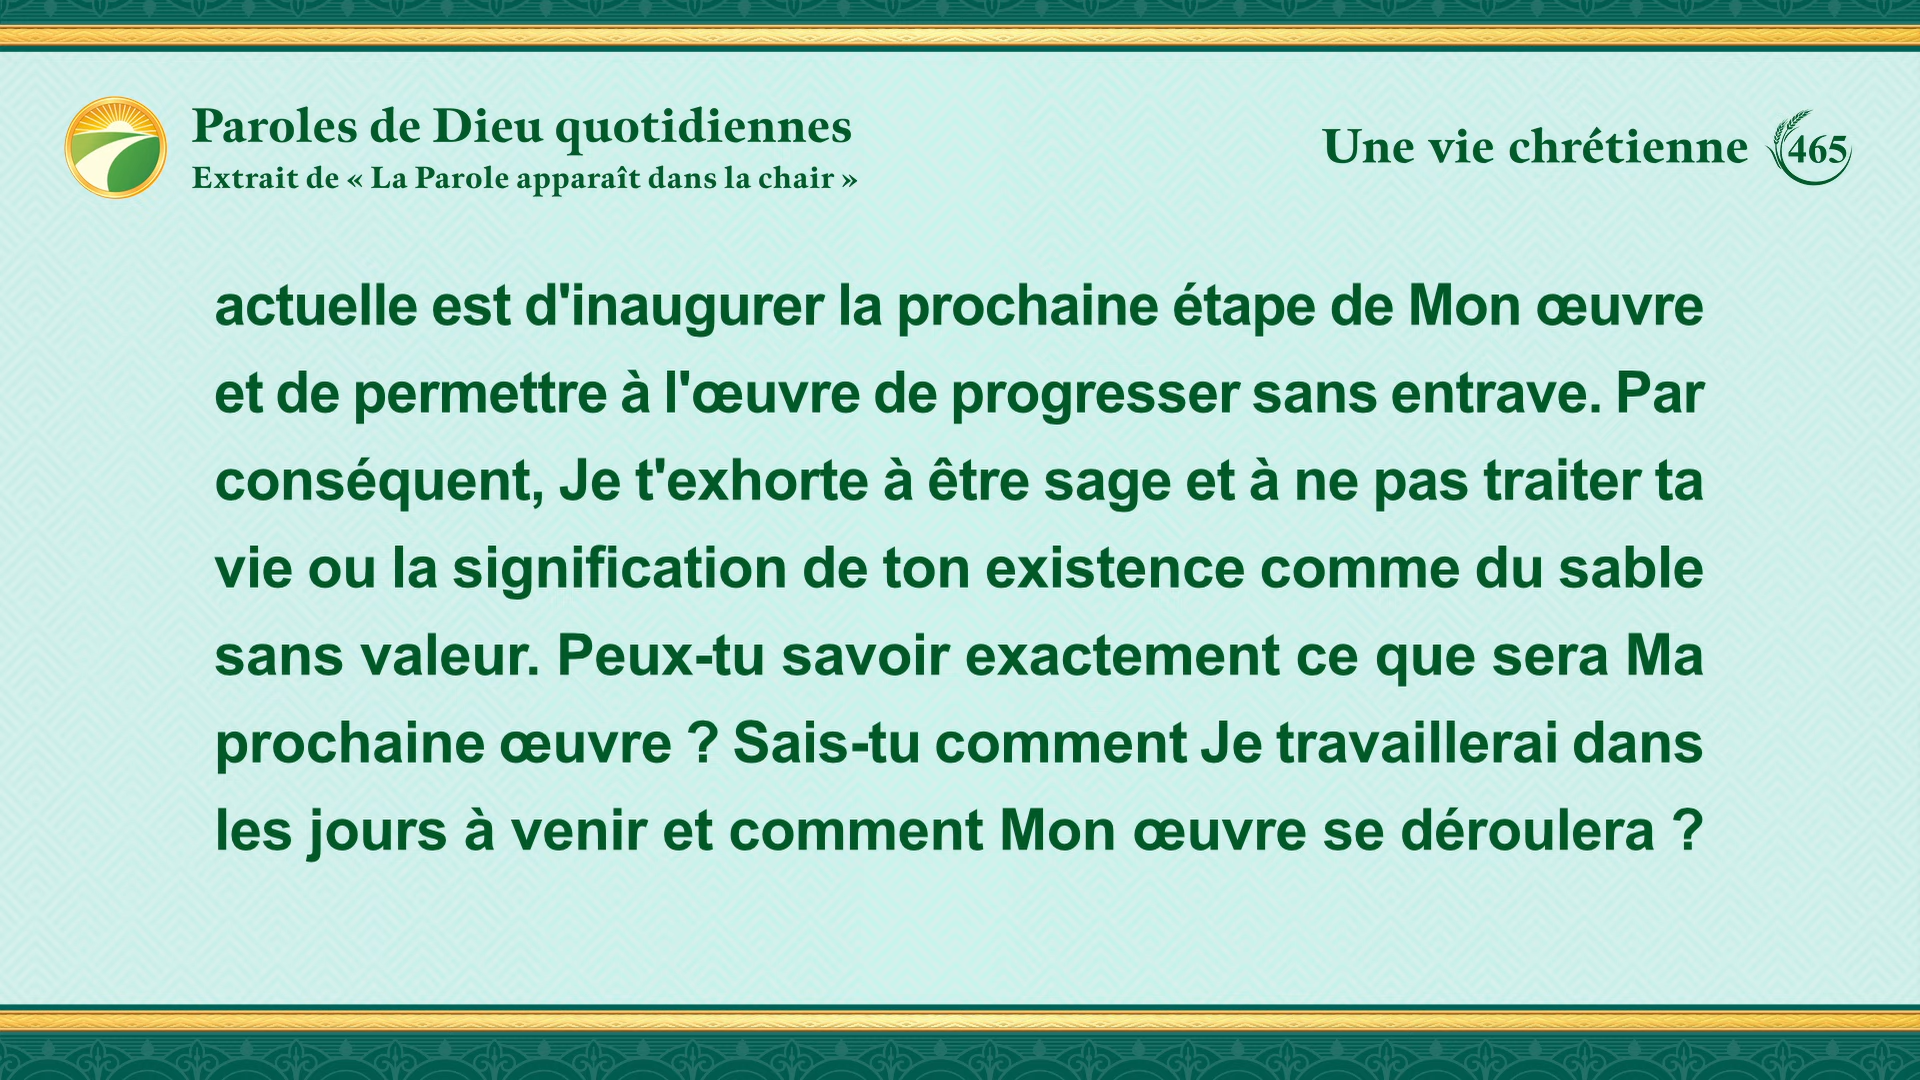 Paroles de Dieu quotidiennes
Extrait de « La Parole apparaît dans la chair »
Une vie chrétienne 465
actuelle est d'inaugurer la prochaine étape de Mon œuvre
et de permettre à l'œuvre de progresser sans entrave. Par
conséquent, Je t'exhorte à être sage et à ne pas traiter ta
vie ou la signification de ton existence comme du sable
sans valeur. Peux-tu savoir exactement ce que sera Ma
prochaine œuvre ? Sais-tu comment Je travaillerai dans
les jours à venir et comment Mon œuvre se déroulera ?